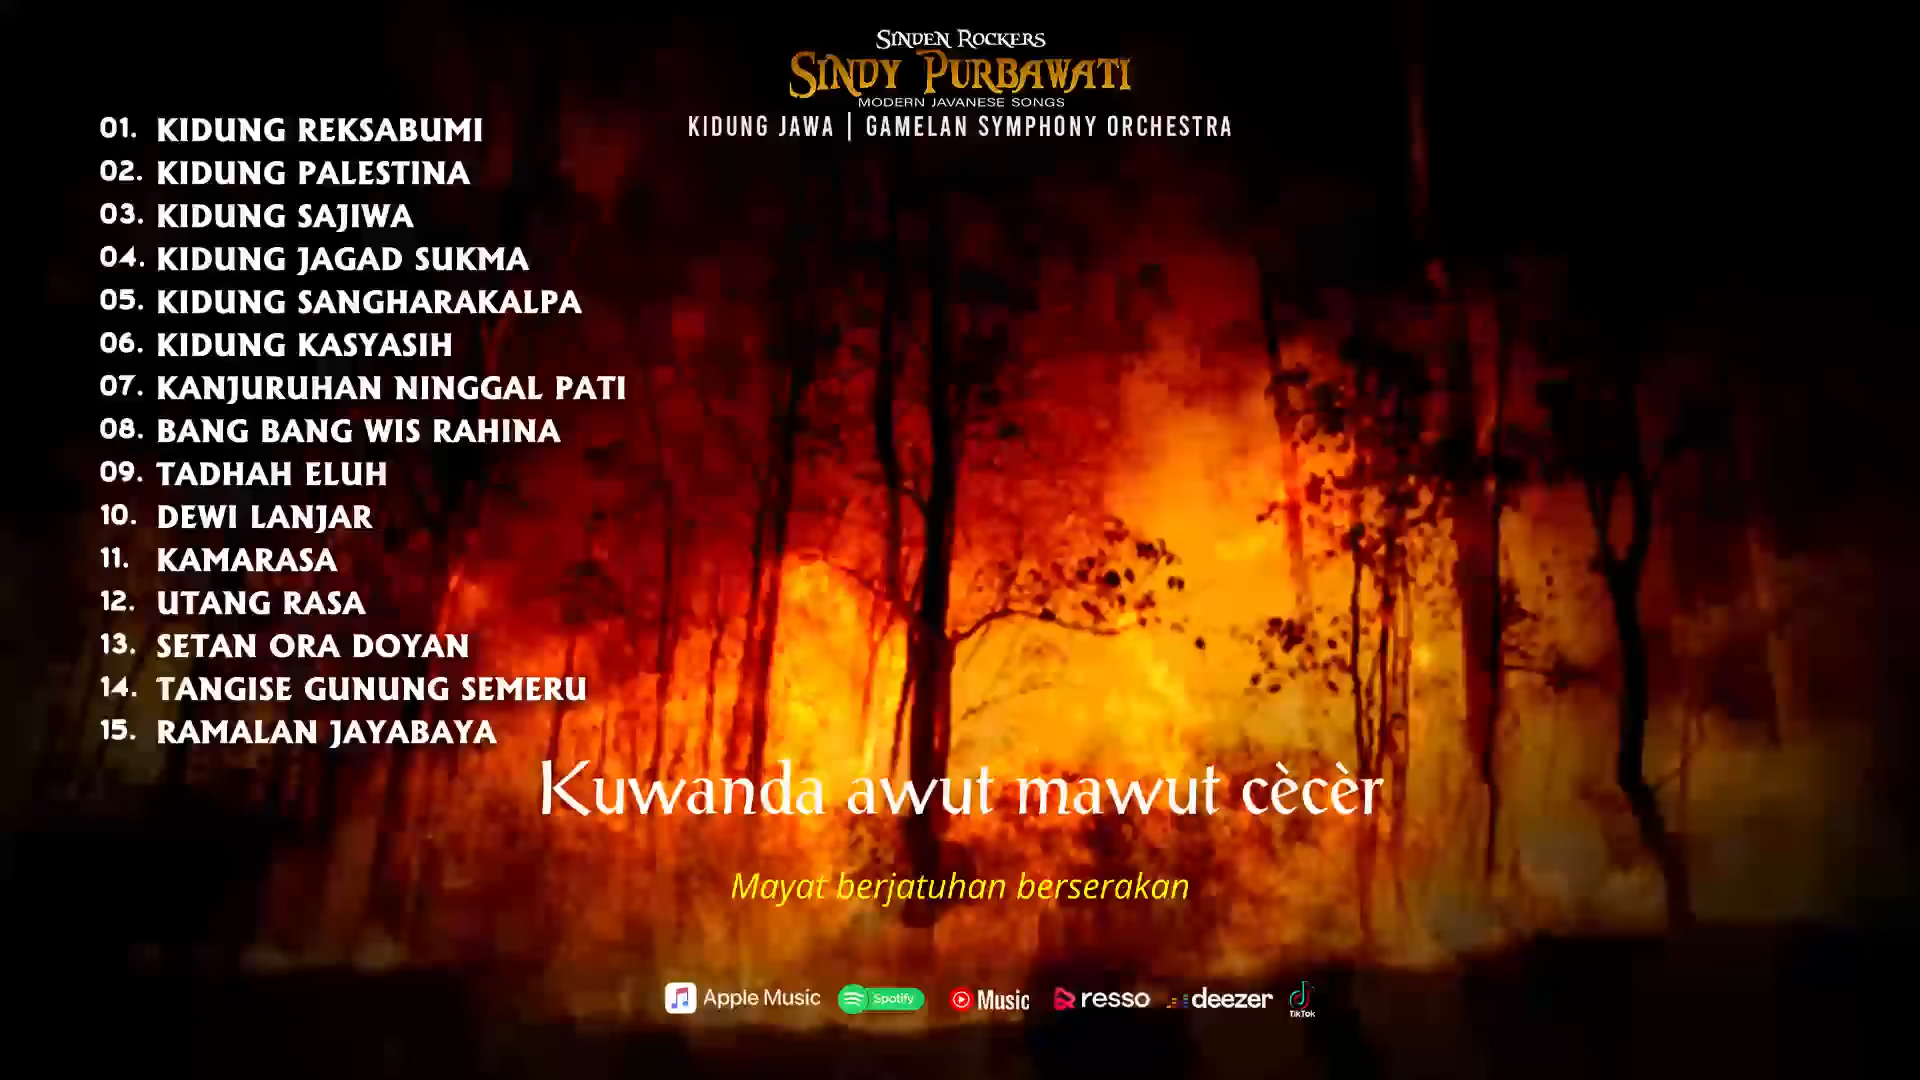 SINDEN ROCKERS
SINDY PURBAWATI
MODERN JAVANESE SONGS
KIDUNG JAWA | GAMELAN SYMPHONY ORCHESTRA
01. KIDUNG REKSABUMI
02. KIDUNG PALESTINA
03. KIDUNG SAJIWA
04. KIDUNG JAGAD SUKMA
05. KIDUNG SANGHARAKALPA
06. KIDUNG KASYASIH
07. KANJURUHAN NINGGAL PATI
08. BANG BANG WIS RAHINA
09. TADHAH ELUH
10. DEWI LANJAR
11. KAMARASA
12. UTANG RASA
13. SETAN ORA DOYAN
14. TANGISE GUNUNG SEMERU
15. RAMALAN JAYABAYA
Kuwanda awut mawut cècèr
Mayat berjatuhan berserakan
Apple Music Spotify Music resso deezer TikTok